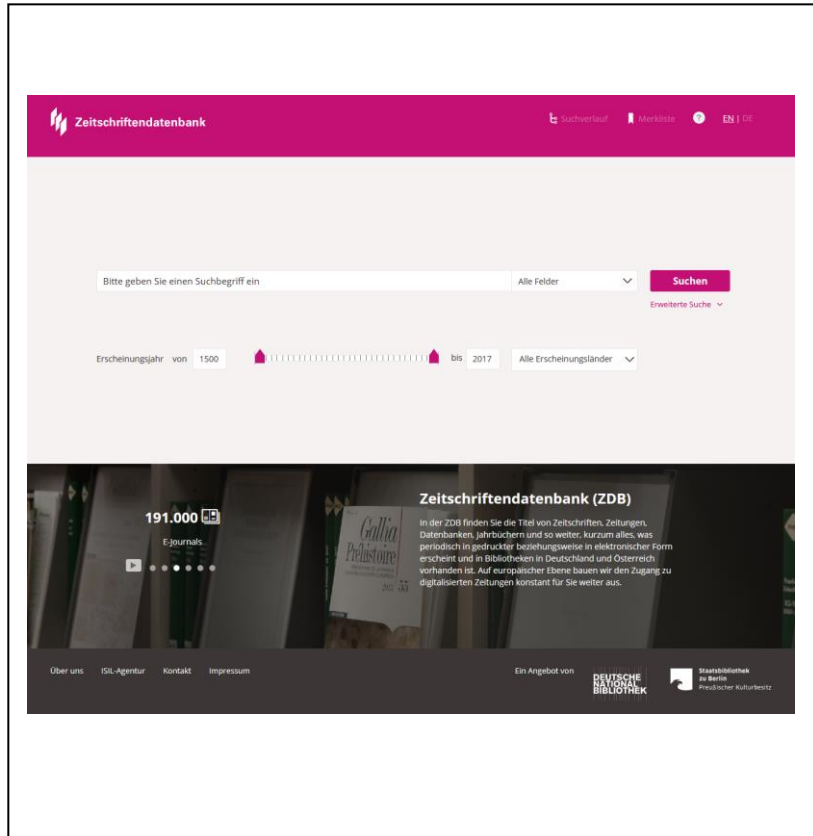 Zeitschriftendatenbank
Suchverlauf
Merkliste
?
EN | DE
Bitte geben Sie einen Suchbegriff ein
Alle Felder
Suchen
Erweiterte Suche
Erscheinungsjahr von 1500
bis 2017
Alle Erscheinungsländer
191.000
E-Journals
Gallia
Préhistoire
Zeitschriftendatenbank (ZDB)
In der ZDB finden Sie die Titel von Zeitschriften, Zeitungen,
Datenbanken, Jahrbüchern und so weiter, kurzum alles, was
periodisch in gedruckter beziehungsweise in elektronischer Form
erscheint und in Bibliotheken in Deutschland und Österreich
vorhanden ist. Auf europäischer Ebene bauen wir den Zugang zu
digitalisierten Zeitungen konstant für Sie weiter aus.
Über uns
ISIL-Agentur
Kontakt
Impressum
Ein Angebot von
DEUTSCHE
NATIONAL
BIBLIOTHEK
Staatsbibliothek
zu Berlin
Preußischer Kulturbesitz